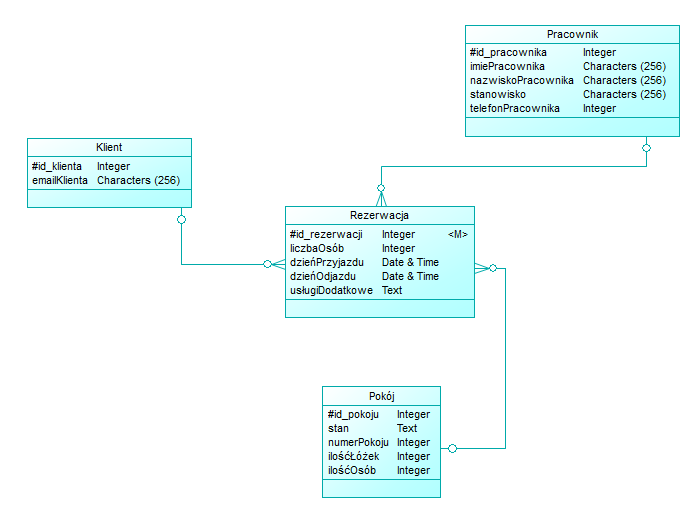 Pracownik
#id_pracownika Integer
imiePracownika Characters (256)
nazwiskoPracownika Characters (256)
stanowisko Characters (256)
telefonPracownika Integer
Klient
#id_klienta Integer
emailKlienta Characters (256)
Rezerwacja
#id_rezerwacji Integer <M>
liczbaOsób Integer
dzieńPrzyjazdu Date & Time
dzieńOdjazdu Date & Time
usługiDodatkowe Text
Pokój
#id_pokoju Integer
stan Text
numerPokoju Integer
ilośćŁóżek Integer
ilośćOsób Integer